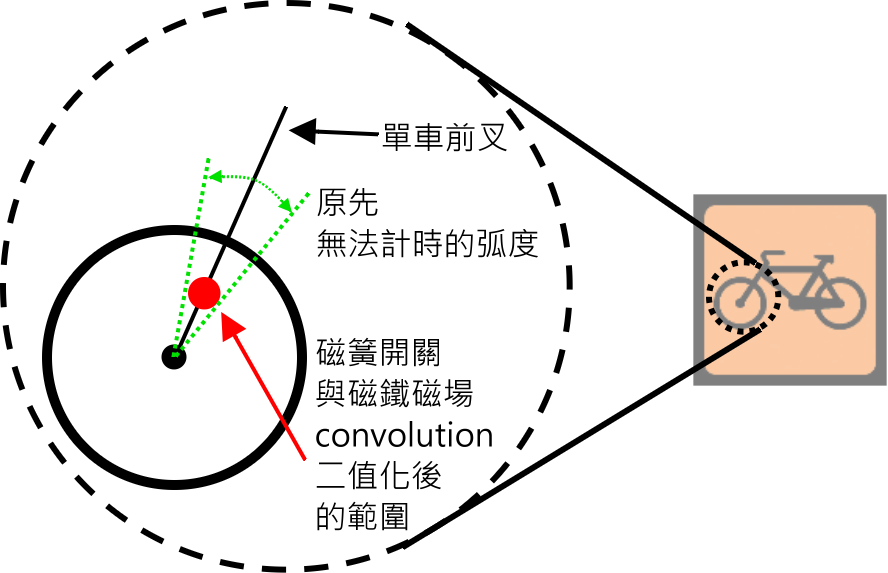 單車前叉
原先
無法計時的弧度
磁簧開關
與磁鐵磁場
convolution
二值化後
的範圍